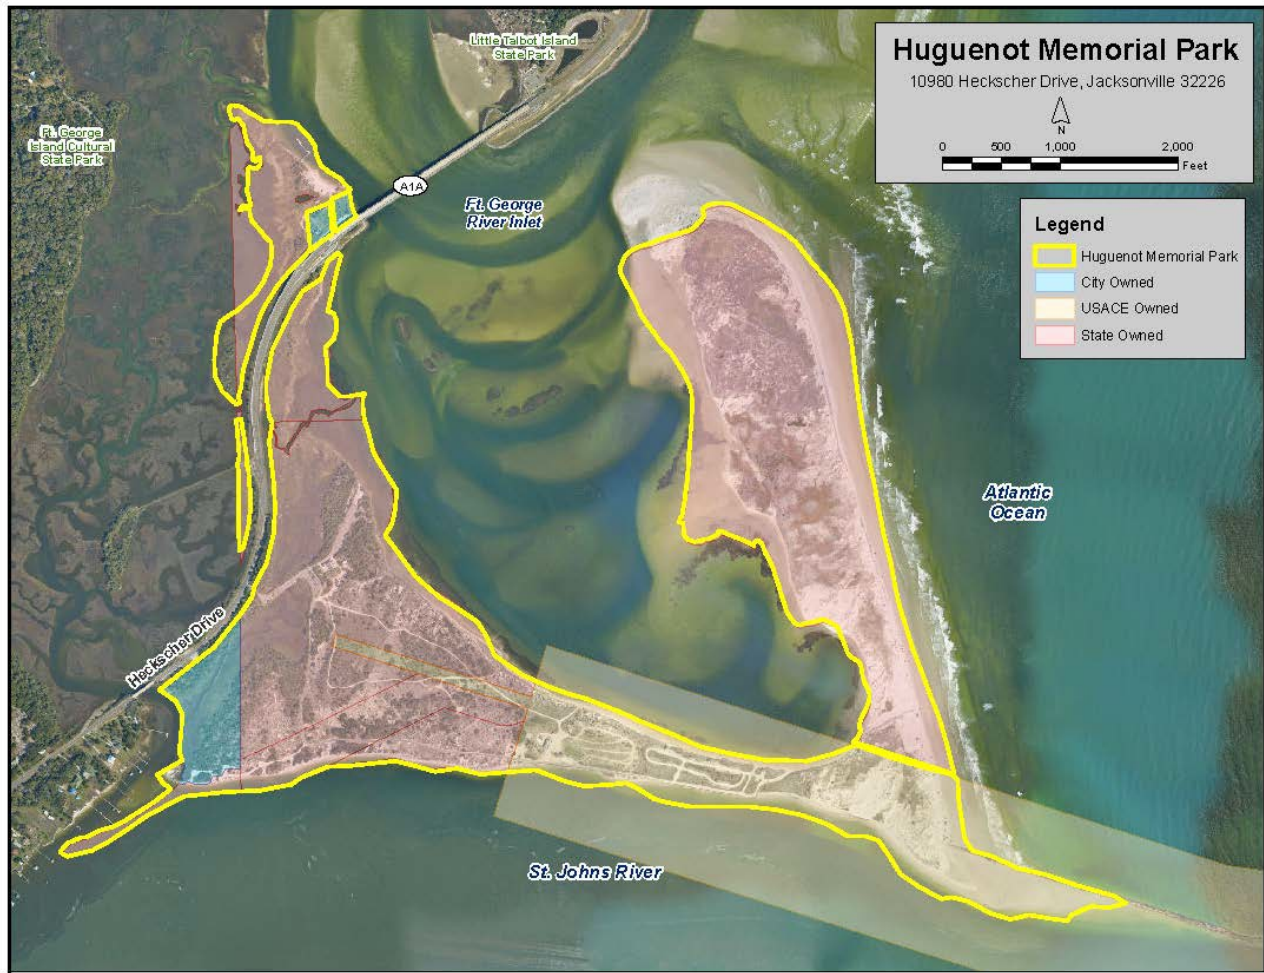 Huguenot Memorial Park
10980 Heckscher Drive, Jacksonville 32226
N
0 500 1,000 2,000
Feet
Legend
Huguenot Memorial Park
City Owned
USACE Owned
State Owned
Little Talbot Island
State Park
Ft. George
Island Cultural
State Park
A1A
Ft. George
River Inlet
Atlantic
Ocean
Heckscher Drive
St. Johns River